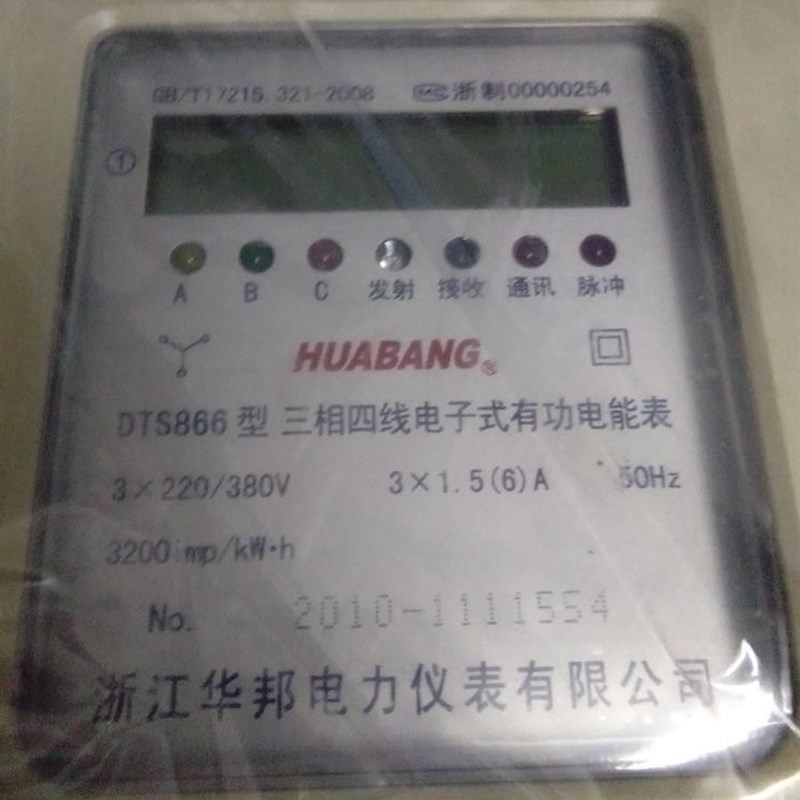 GB/T17215.321-2008 CMC 浙制00000254
①
A B C 发射 接收 通讯 脉冲
HUABANG®
DTS866型 三相四线电子式有功电能表
3×220/380V 3×1.5(6)A 50Hz
3200imp/kW·h
No. 2010-1111554
浙江华邦电力仪表有限公司